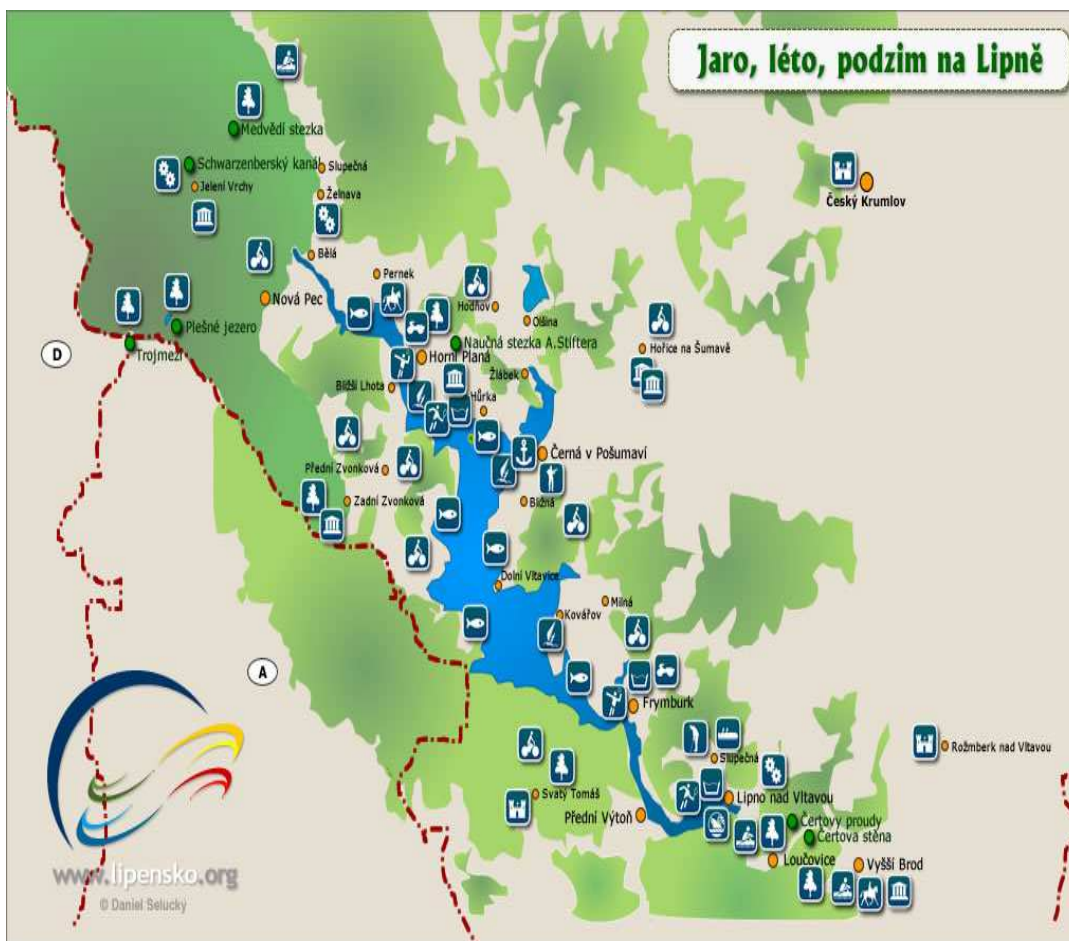 Jaro, léto, podzim na Lipně
Medvědí stezka
Schwarzenberský kanál
Slupečná
Jelení Vrchy
Želnava
Český Krumlov
Bělá
Pernek
Nová Pec
Hodňov
Olšina
Plešné jezero
Trojmezí
D
Naučná stezka A.Stiftera
Hořice na Šumavě
Horní Planá
Žlábek
Bližší Lhota
Hůrka
Černá v Pošumaví
Přední Zvonková
Zadní Zvonková
Bližná
Dolní Vltavice
Milná
Kovářov
A
Frymburk
Rožmberk nad Vltavou
Slupečná
Svatý Tomáš
Lipno nad Vltavou
Přední Výtoň
Čertovy proudy
Čertova stěna
Loučovice
Vyšší Brod
www.lipensko.org
© Daniel Selucký